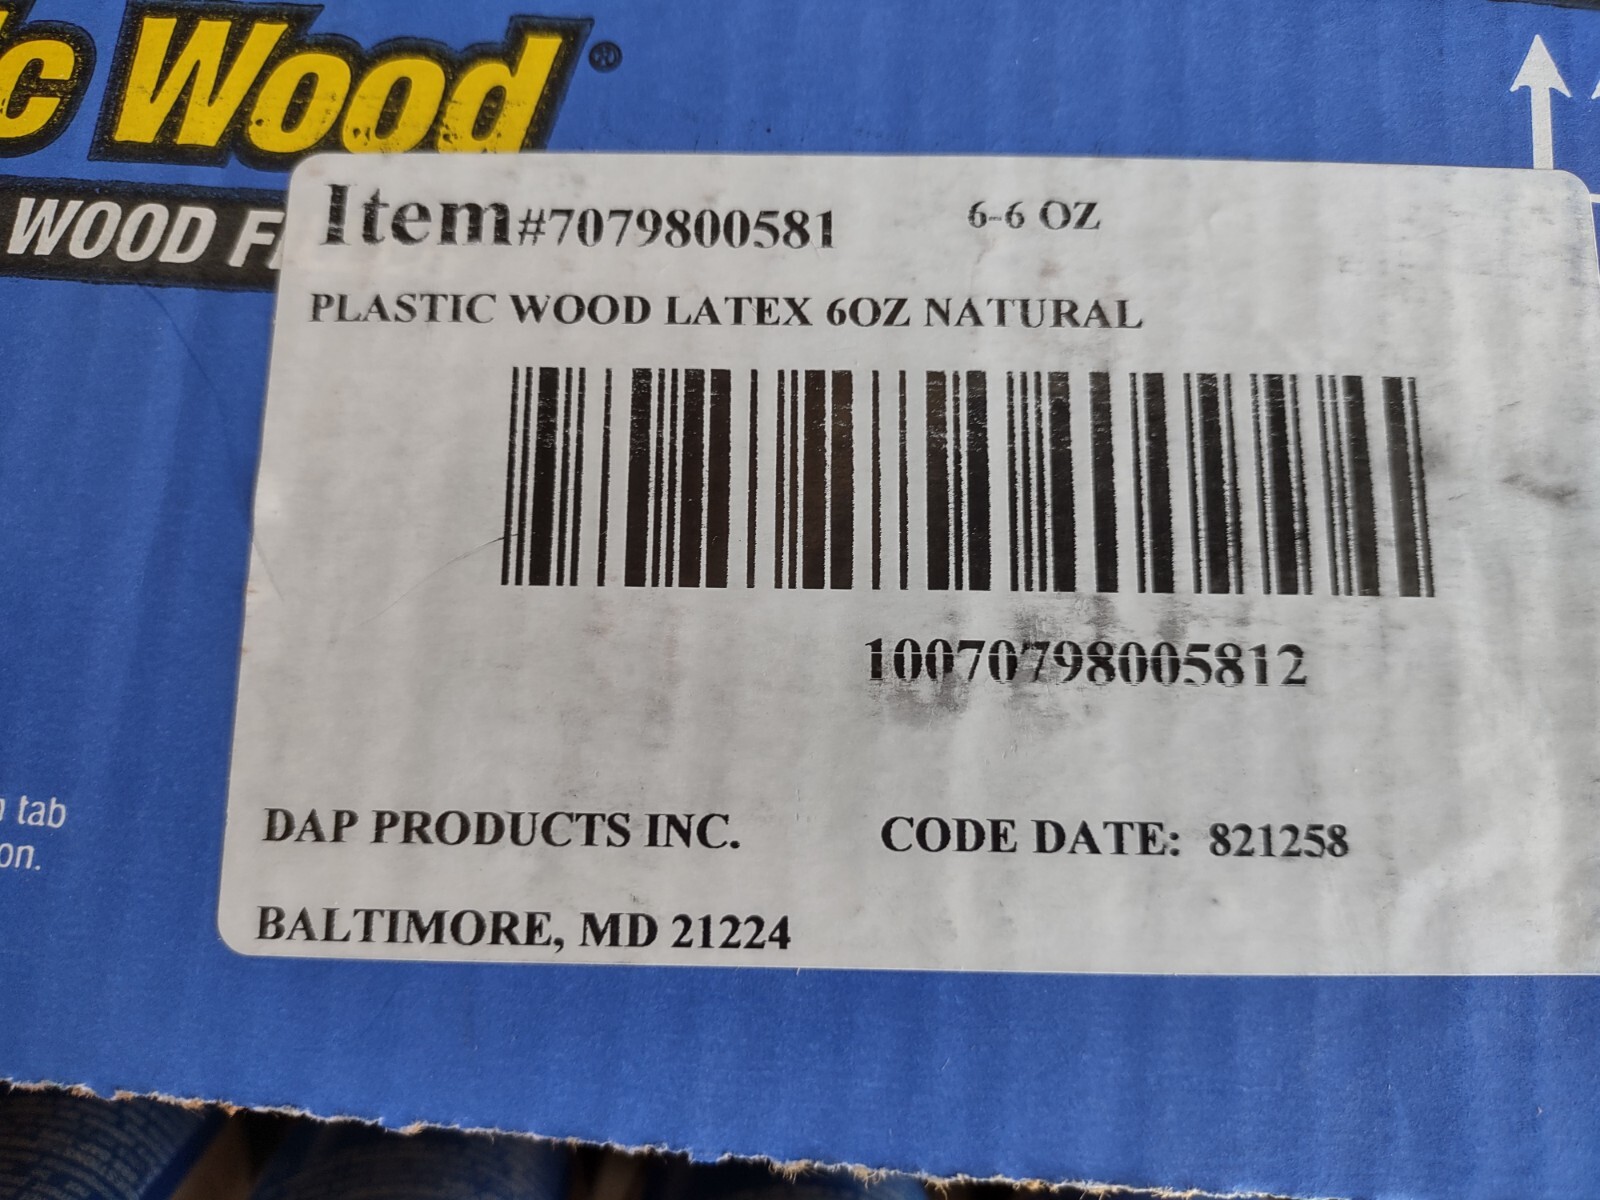 Wood®
WOOD
Item#7079800581 6-6 OZ
PLASTIC WOOD LATEX 6OZ NATURAL
10070798005812
tab
on.
DAP PRODUCTS INC. CODE DATE: 821258
BALTIMORE, MD 21224